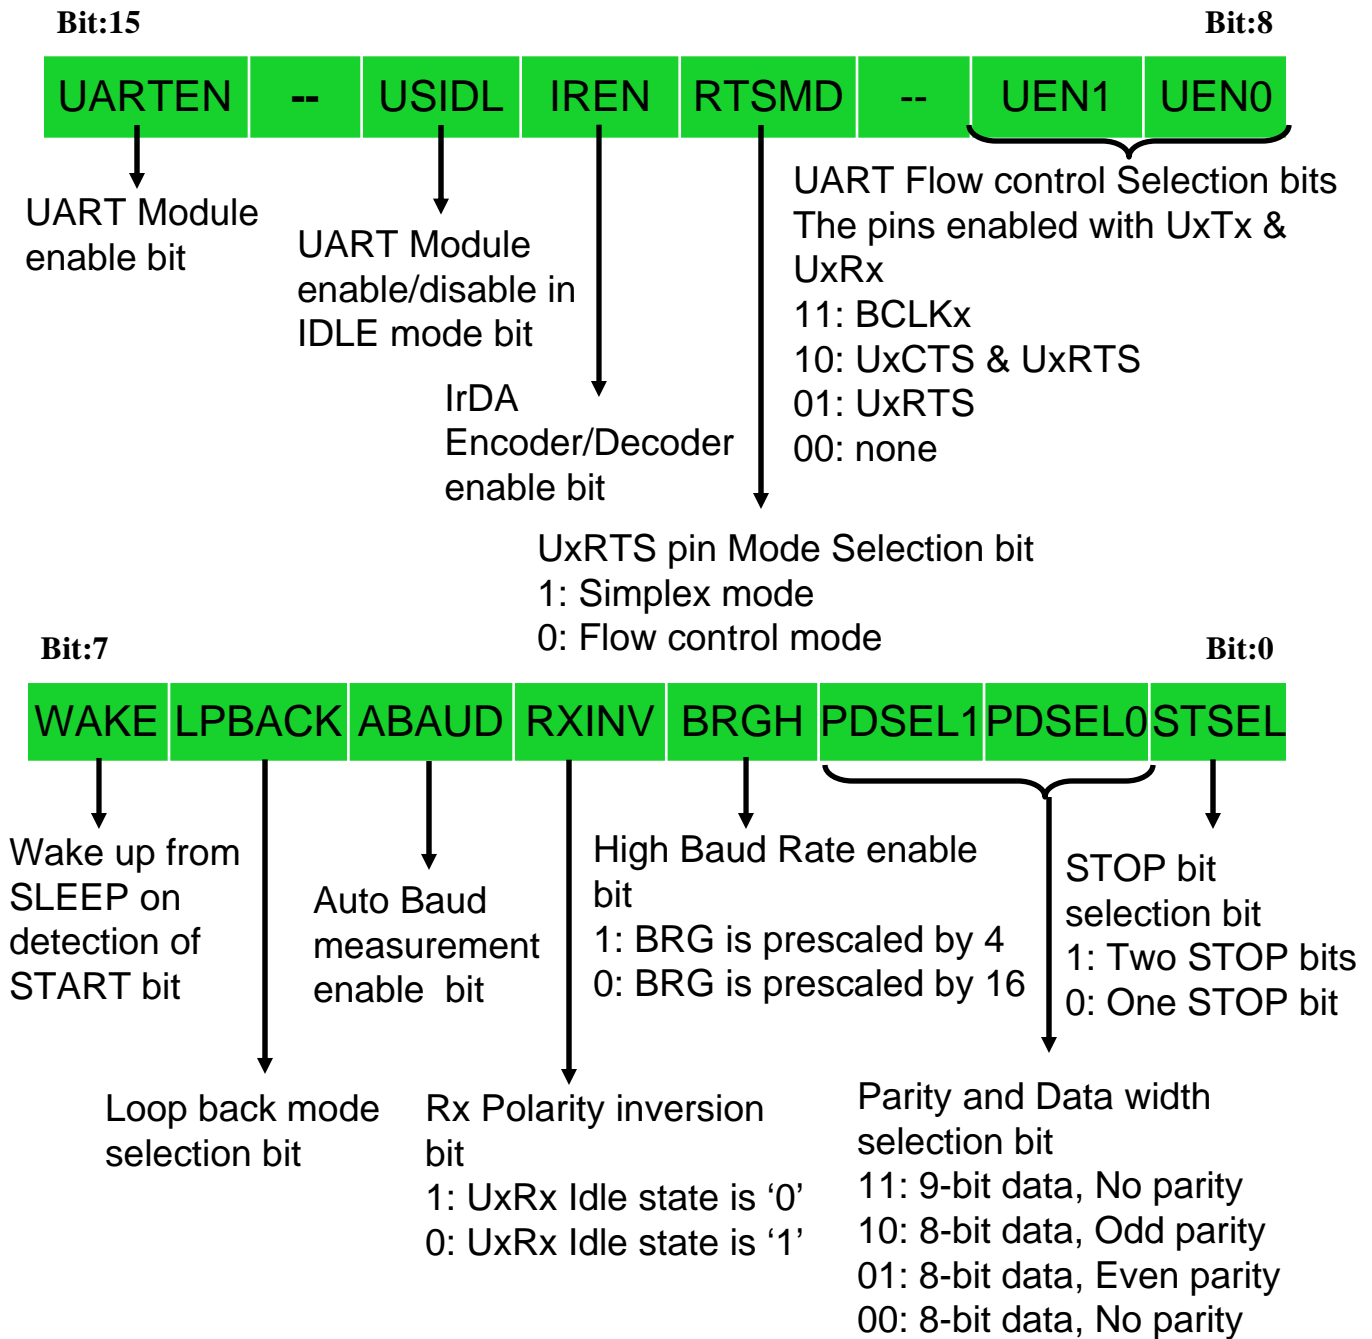 Bit:15 Bit:8
UARTEN -- USIDL IREN RTSMD -- UEN1 UEN0
UART Module
enable bit
UART Module
enable/disable in
IDLE mode bit
IrDA
Encoder/Decoder
enable bit
UxRTS pin Mode Selection bit
1: Simplex mode
0: Flow control mode
UART Flow control Selection bits
The pins enabled with UxTx &
UxRx
11: BCLKx
10: UxCTS & UxRTS
01: UxRTS
00: none
Bit:7 Bit:0
WAKE LPBACK ABAUD RXINV BRGH PDSEL1 PDSEL0 STSEL
Wake up from
SLEEP on
detection of
START bit
Loop back mode
selection bit
Auto Baud
measurement
enable bit
Rx Polarity inversion
bit
1: UxRx Idle state is ‘0’
0: UxRx Idle state is ‘1’
High Baud Rate enable
bit
1: BRG is prescaled by 4
0: BRG is prescaled by 16
Parity and Data width
selection bit
11: 9-bit data, No parity
10: 8-bit data, Odd parity
01: 8-bit data, Even parity
00: 8-bit data, No parity
STOP bit
selection bit
1: Two STOP bits
0: One STOP bit